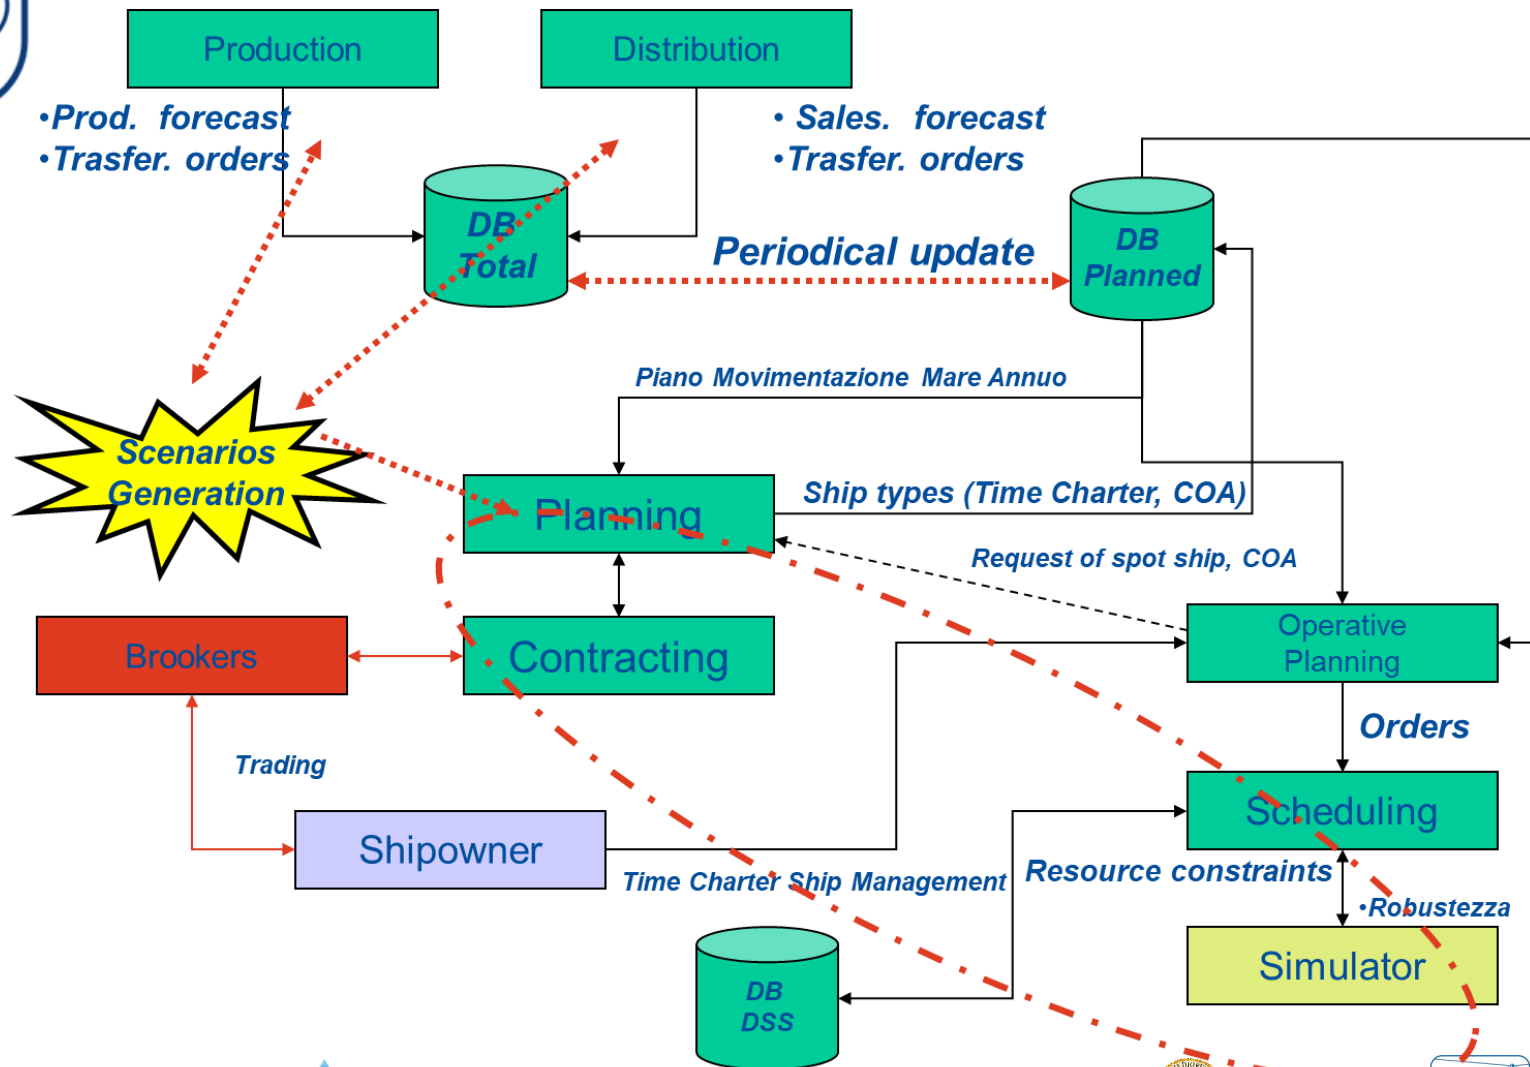 Production
Distribution
•Prod. forecast
•Trasfer. orders
• Sales. forecast
•Trasfer. orders
DB
Total
Periodical update
DB
Planned
Piano Movimentazione Mare Annuo
Scenarios
Generation
Planning
Ship types (Time Charter, COA)
Request of spot ship, COA
Brookers
Contracting
Operative
Planning
Orders
Trading
Scheduling
Shipowner
Time Charter Ship Management
Resource constraints
•Robustezza
Simulator
DB
DSS